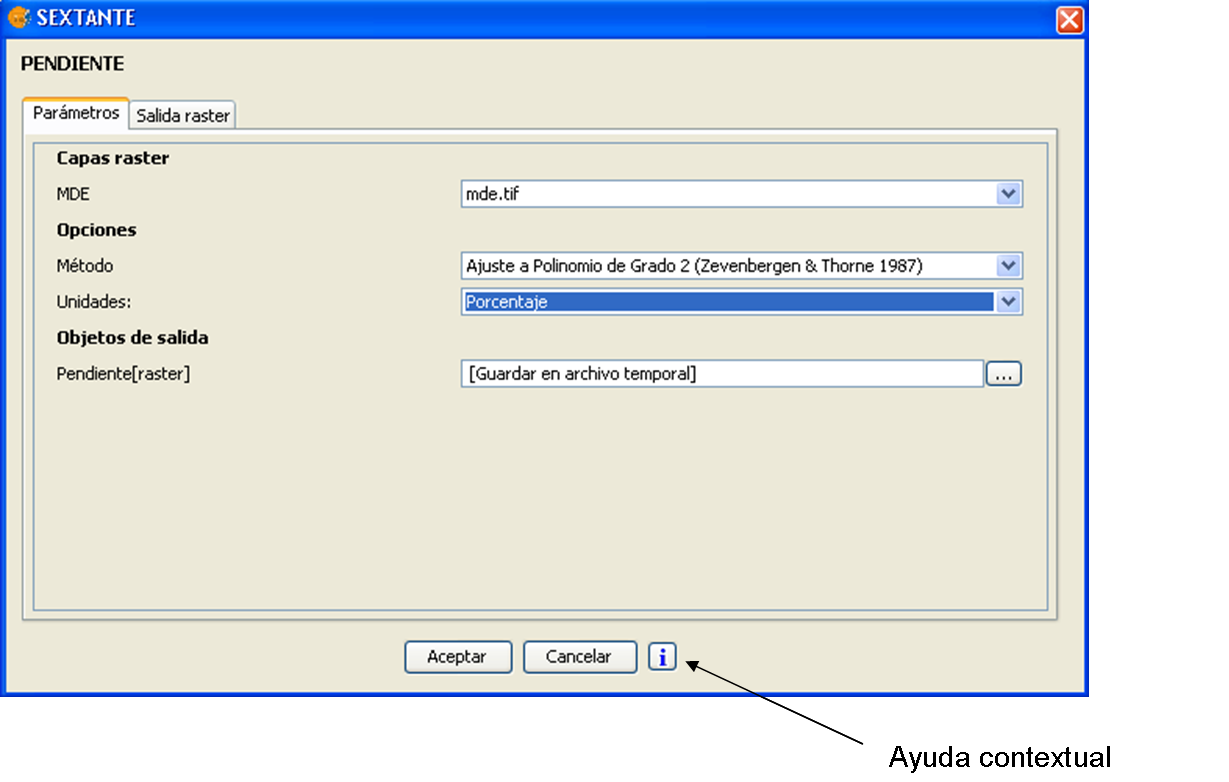 SEXTANTE
PENDIENTE
Parámetros Salida raster
Capas raster
MDE mde.tif
Opciones
Método Ajuste a Polinomio de Grado 2 (Zevenbergen & Thorne 1987)
Unidades: Porcentaje
Objetos de salida
Pendiente[raster] [Guardar en archivo temporal] ...
Aceptar Cancelar i
Ayuda contextual